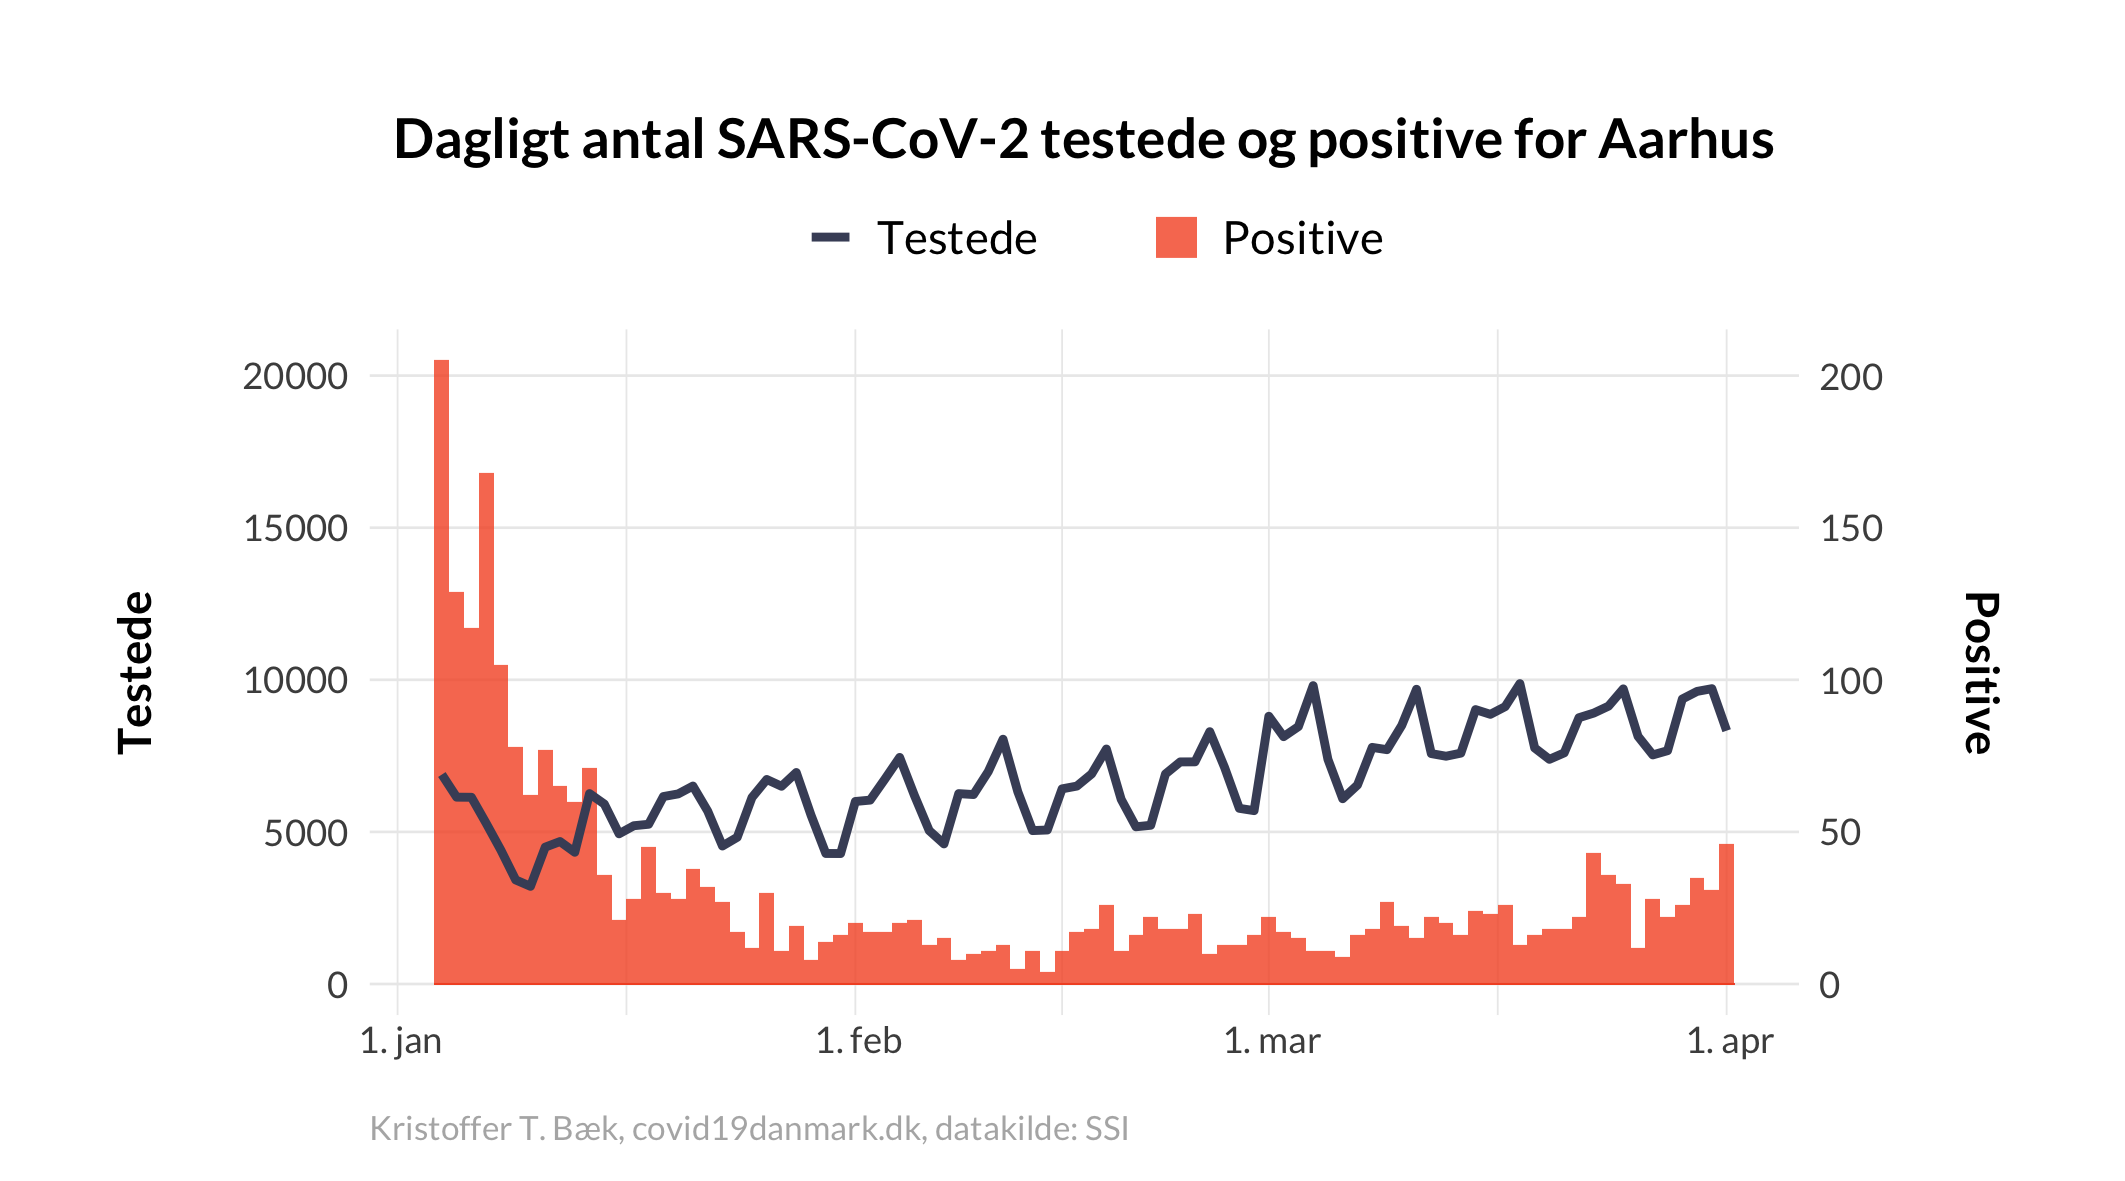 Dagligt antal SARS-CoV-2 testede og positive for Aarhus
Testede Positive
20000 200
15000 150
10000 100
5000 50
0 0
Testede
Positive
1. jan 1. feb 1. mar 1. apr
Kristoffer T. Bæk, covid19danmark.dk, datakilde: SSI